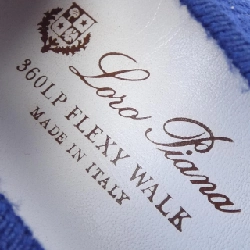 Loro Piana
360LP FLEXY WALK
MADE IN ITALY